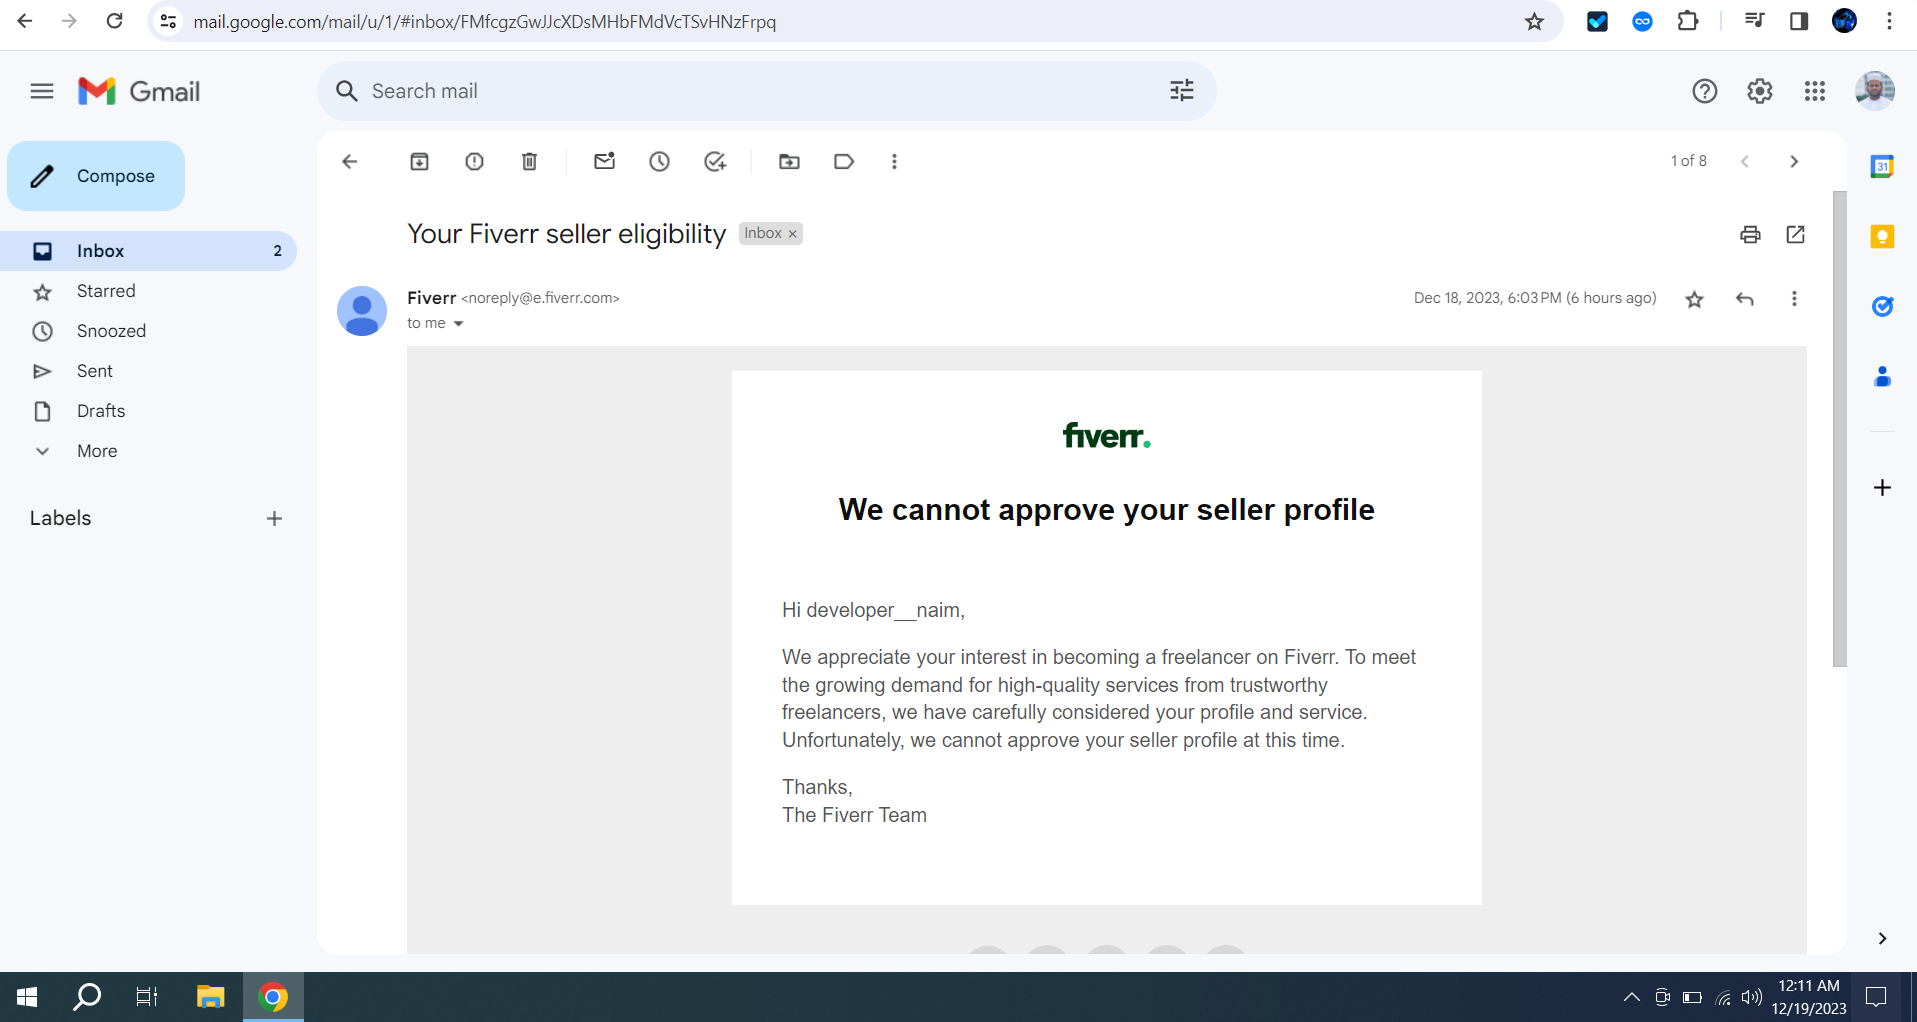 mail.google.com/mail/u/1/#inbox/FMfcgzGwJJcXDsMHbFMdVcTSvHNzFrpq
Gmail
Search mail
Compose
1 of 8
31
Your Fiverr seller eligibility
Inbox ×
Inbox 2
Starred
Snoozed
Sent
Drafts
More
Labels
Fiverr <noreply@e.fiverr.com>
Dec 18, 2023, 6:03 PM (6 hours ago)
to me
fiverr.
We cannot approve your seller profile
Hi developer__naim,
We appreciate your interest in becoming a freelancer on Fiverr. To meet
the growing demand for high-quality services from trustworthy
freelancers, we have carefully considered your profile and service.
Unfortunately, we cannot approve your seller profile at this time.
Thanks,
The Fiverr Team
12:11 AM
12/19/2023